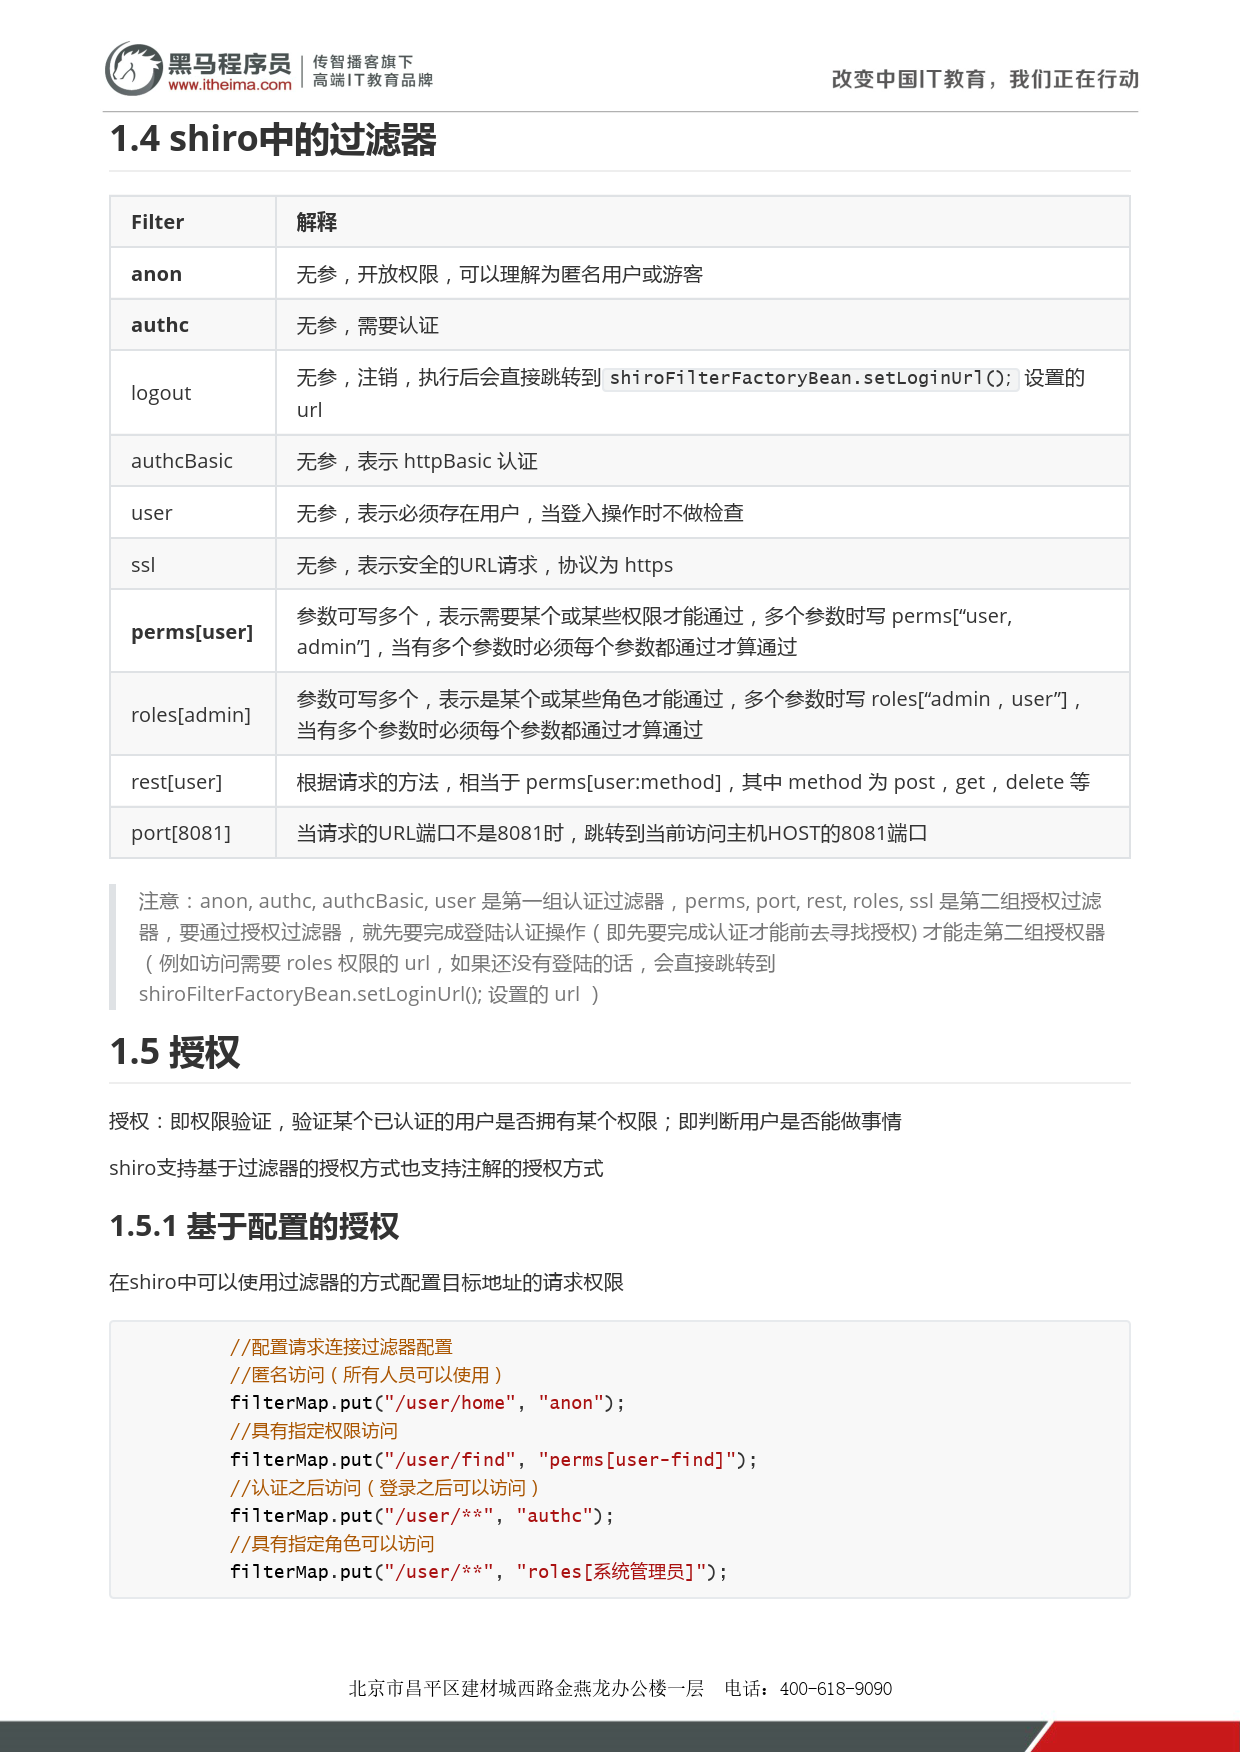 黑马程序员
www.itheima.com
传智播客旗下
高端IT教育品牌
改变中国IT教育，我们正在行动
1.4 shiro中的过滤器
Filter 解释
anon 无参，开放权限，可以理解为匿名用户或游客
authc 无参，需要认证
logout 无参，注销，执行后会直接跳转到 shiroFilterFactoryBean.setLoginUrl(); 设置的
url
authcBasic 无参，表示 httpBasic 认证
user 无参，表示必须存在用户，当登入操作时不做检查
ssl 无参，表示安全的URL请求，协议为 https
perms[user] 参数可写多个，表示需要某个或某些权限才能通过，多个参数时写 perms[“user,
admin”]，当有多个参数时必须每个参数都通过才算通过
roles[admin] 参数可写多个，表示是某个或某些角色才能通过，多个参数时写 roles[“admin，user”]，
当有多个参数时必须每个参数都通过才算通过
rest[user] 根据请求的方法，相当于 perms[user:method]，其中 method 为 post，get，delete 等
port[8081] 当请求的URL端口不是8081时，跳转到当前访问主机HOST的8081端口
注意：anon, authc, authcBasic, user 是第一组认证过滤器，perms, port, rest, roles, ssl 是第二组授权过滤
器，要通过授权过滤器，就先要完成登陆认证操作（即先要完成认证才能前去寻找授权) 才能走第二组授权器
（例如访问需要 roles 权限的 url，如果还没有登陆的话，会直接跳转到
shiroFilterFactoryBean.setLoginUrl(); 设置的 url ）
1.5 授权
授权：即权限验证，验证某个已认证的用户是否拥有某个权限；即判断用户是否能做事情
shiro支持基于过滤器的授权方式也支持注解的授权方式
1.5.1 基于配置的授权
在shiro中可以使用过滤器的方式配置目标地址的请求权限
//配置请求连接过滤器配置
//匿名访问（所有人员可以使用）
filterMap.put("/user/home", "anon");
//具有指定权限访问
filterMap.put("/user/find", "perms[user-find]");
//认证之后访问（登录之后可以访问）
filterMap.put("/user/**", "authc");
//具有指定角色可以访问
filterMap.put("/user/**", "roles[系统管理员]");
北京市昌平区建材城西路金燕龙办公楼一层 电话：400-618-9090